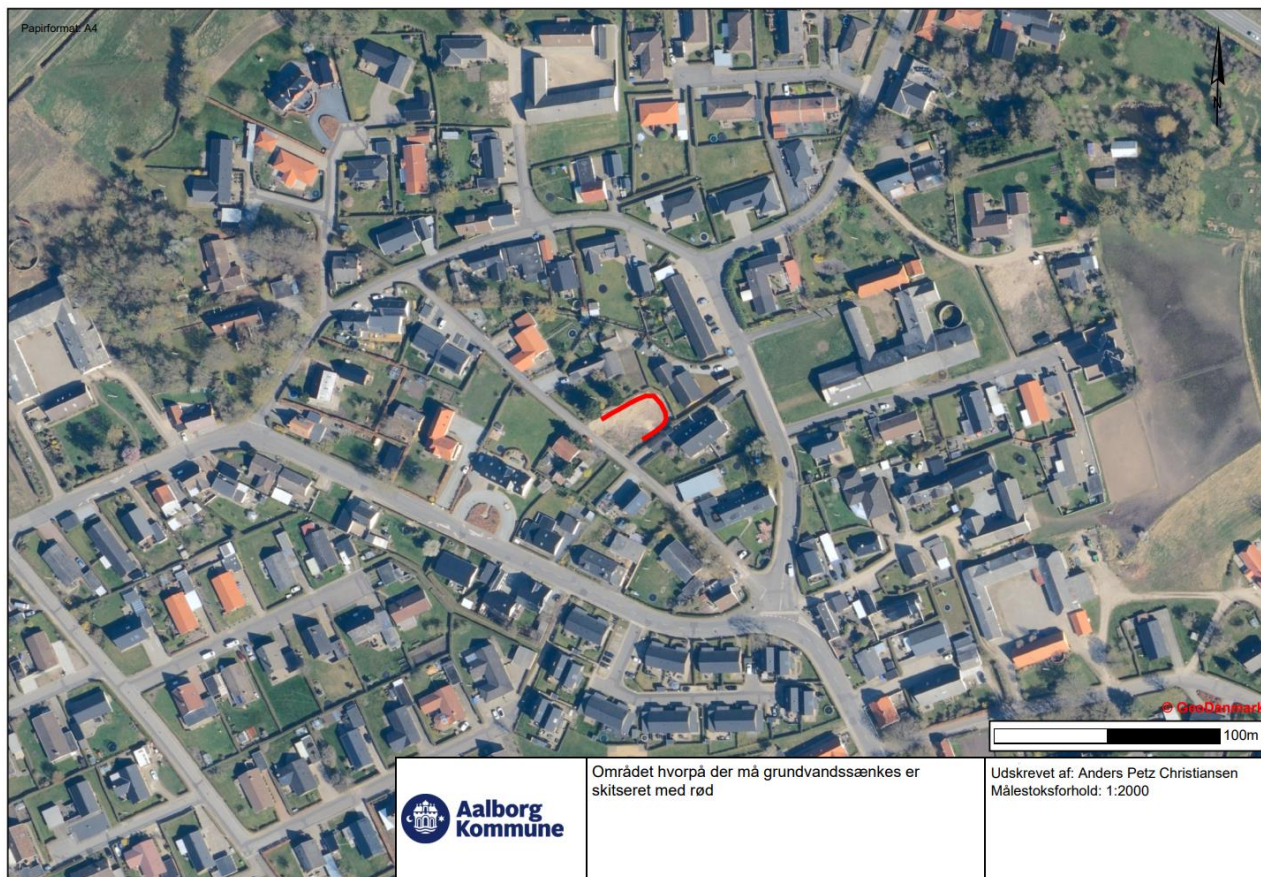 Papirformat: A4
N
© GeoDanmark
100m
Aalborg
Kommune
Området hvorpå der må grundvandssænkes er
skitseret med rød
Udskrevet af: Anders Petz Christiansen
Målestoksforhold: 1:2000